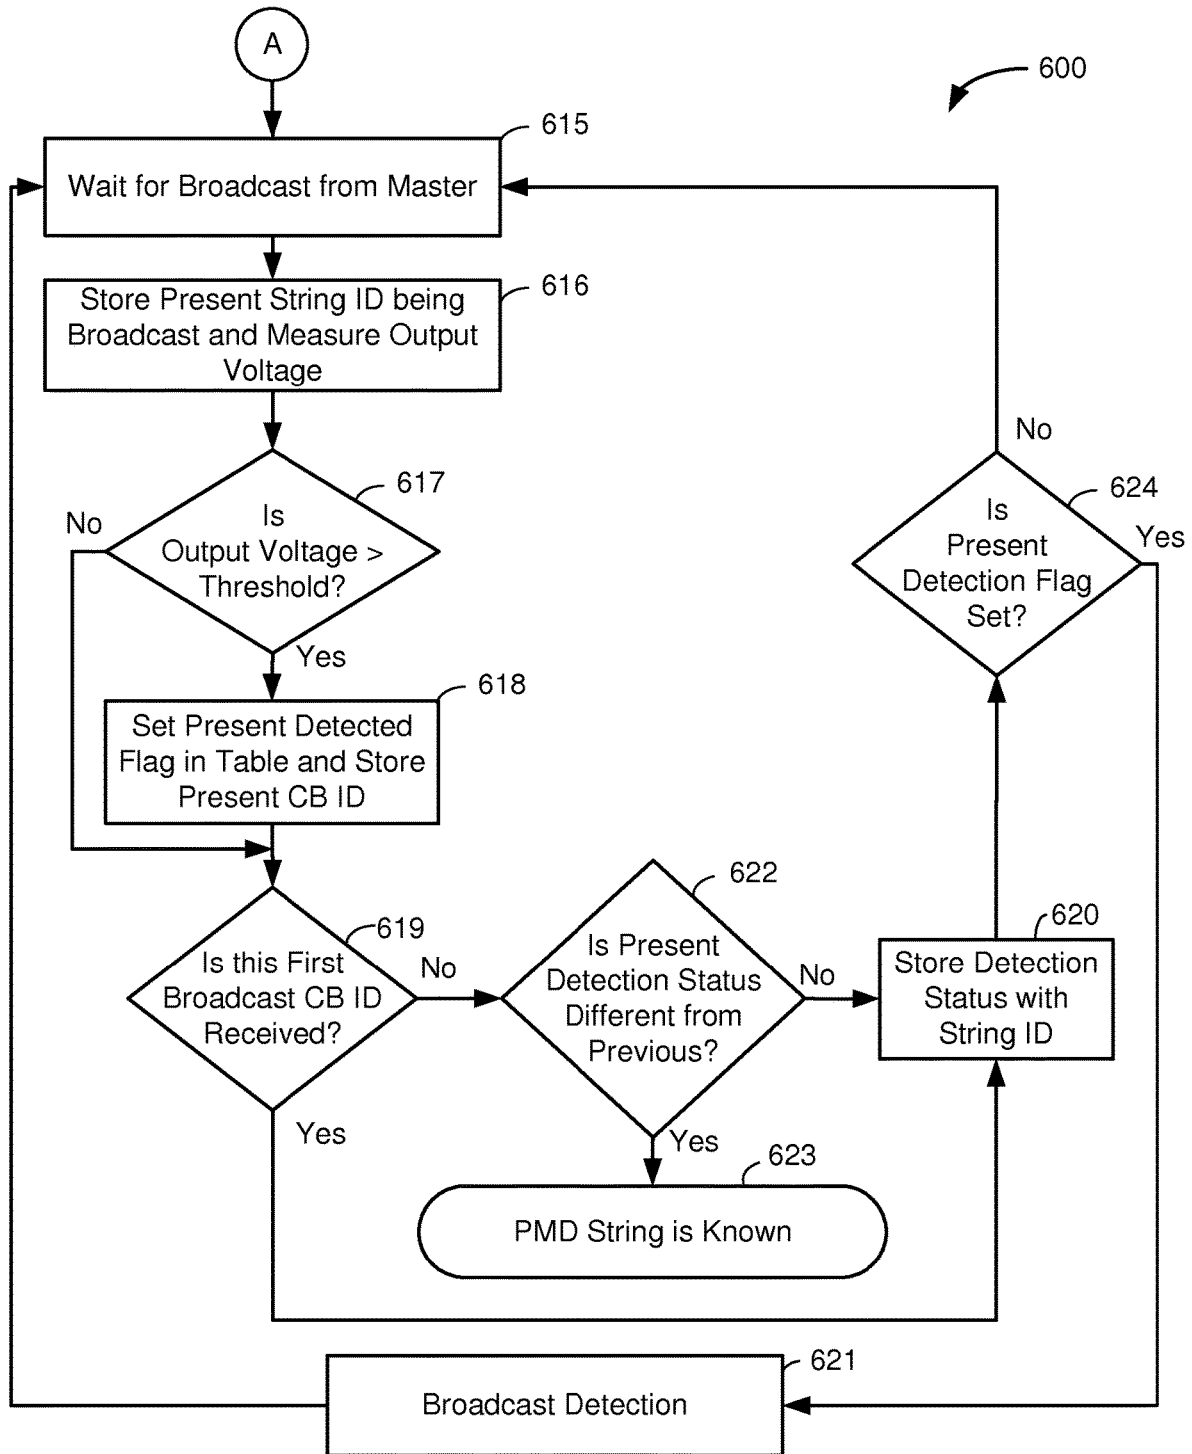 A
600
615
Wait for Broadcast from Master
616
Store Present String ID being
Broadcast and Measure Output
Voltage
617
No
Is
Output Voltage >
Threshold?
Yes
618
Set Present Detected
Flag in Table and Store
Present CB ID
619
Is this First
Broadcast CB ID
Received?
No
Yes
622
Is Present
Detection Status
Different from
Previous?
No
Yes
623
PMD String is Known
620
Store Detection
Status with
String ID
No
624
Is
Present
Detection Flag
Set?
Yes
621
Broadcast Detection